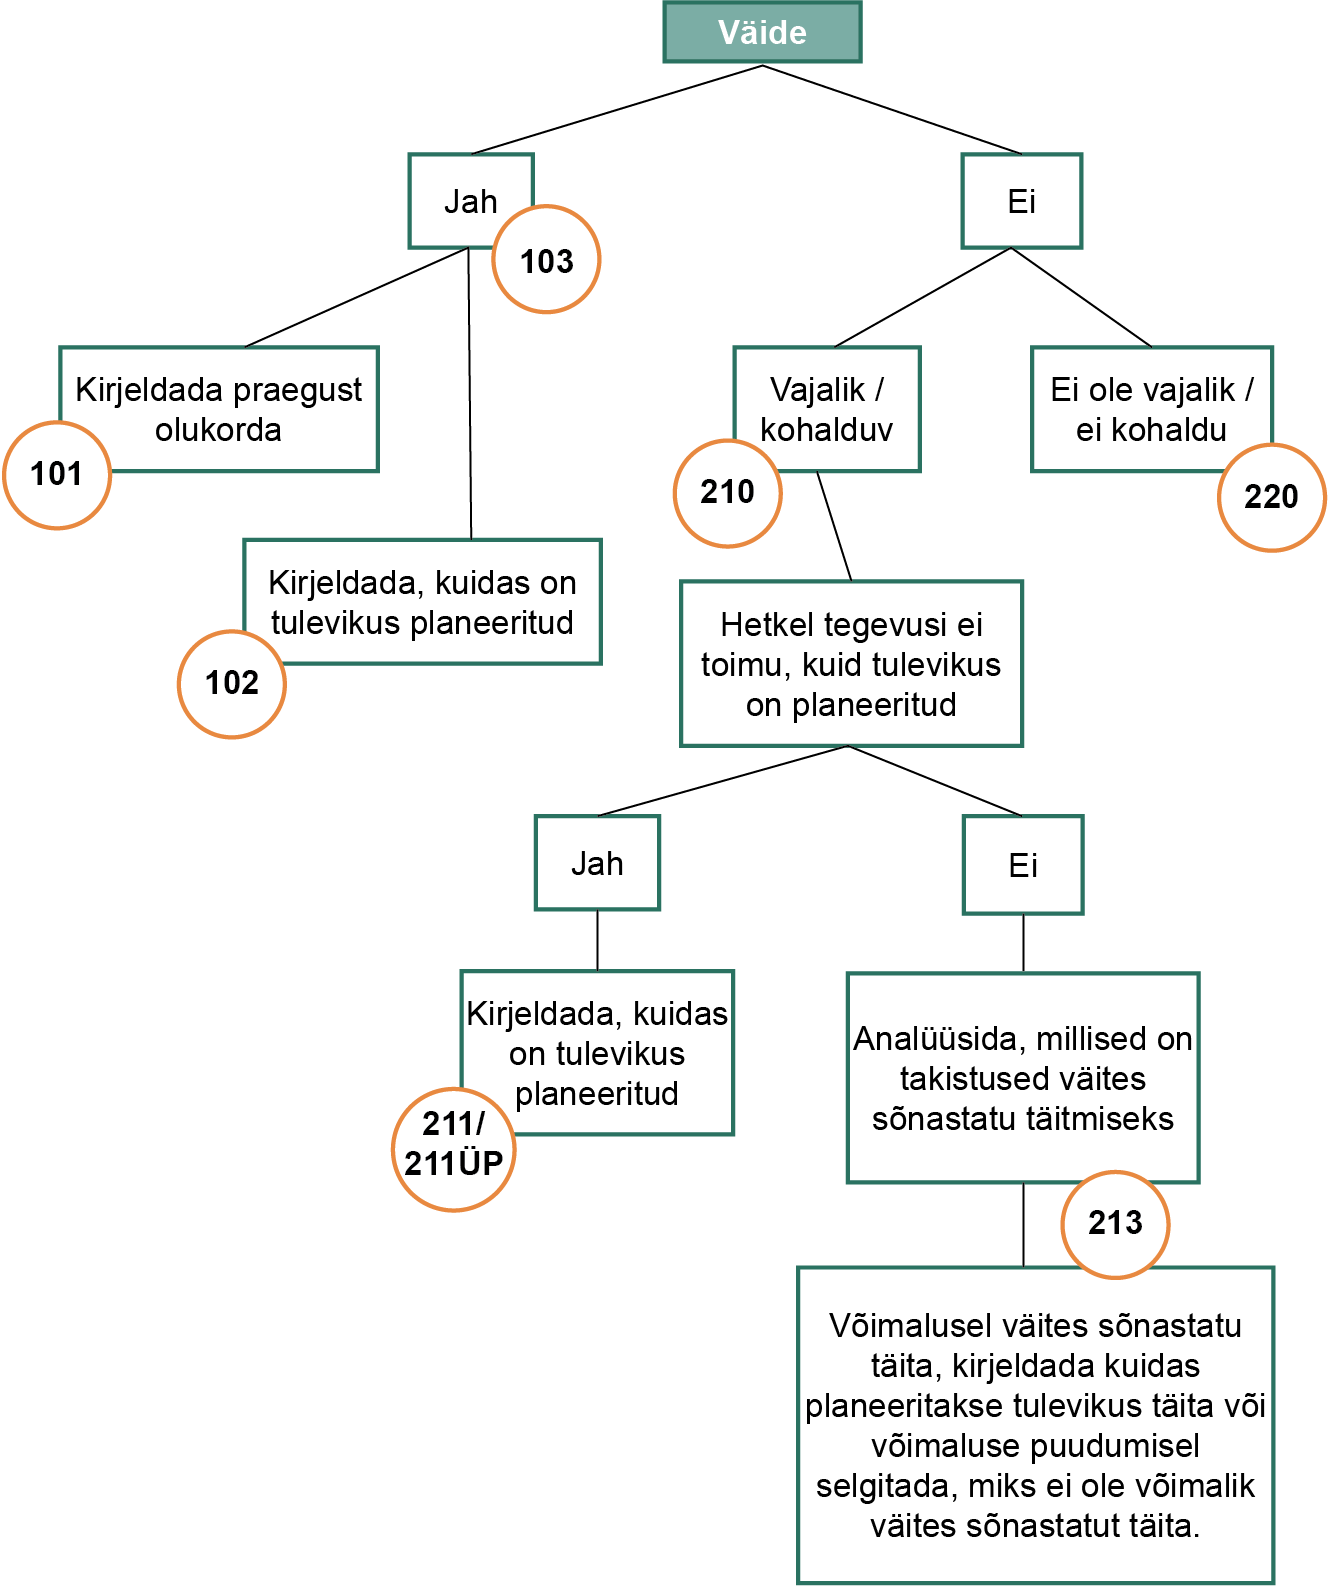 Väide
Jah
103
Ei
Kirjeldada praegust
olukorda
101
Vajalik /
kohalduv
210
Ei ole vajalik /
ei kohaldu
220
Kirjeldada, kuidas on
tulevikus planeeritud
102
Hetkel tegevusi ei
toimu, kuid tulevikus
on planeeritud
Jah
Ei
Kirjeldada, kuidas
on tulevikus
planeeritud
211/
211ÜP
Analüüsida, millised on
takistused väites
sõnastatu täitmiseks
213
Võimalusel väites sõnastatu
täita, kirjeldada kuidas
planeeritakse tulevikus täita või
võimaluse puudumisel
selgitada, miks ei ole võimalik
väites sõnastatut täita.